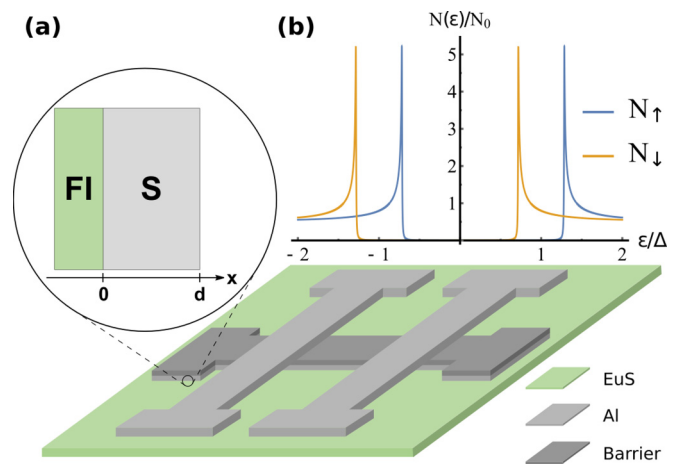 (a)
(b)
N(ε)/N₀
5
4
3
2
1
N↑
N↓
FI
S
x
0
d
- 2
- 1
1
2
ε/Δ
EuS
Al
Barrier